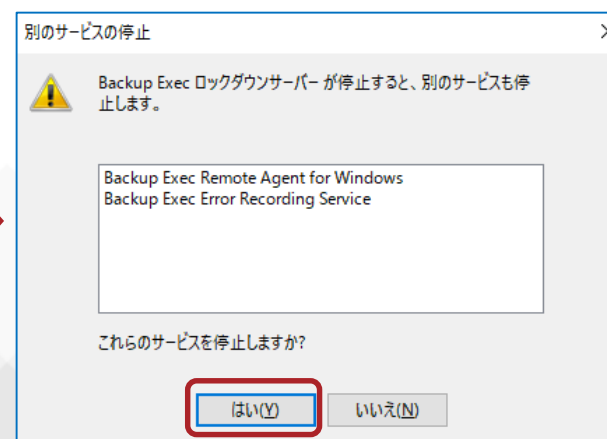 別のサービスの停止
Backup Exec ロックダウンサーバー が停止すると、別のサービスも停
止します。
Backup Exec Remote Agent for Windows
Backup Exec Error Recording Service
これらのサービスを停止しますか?
はい(Y)
いいえ(N)